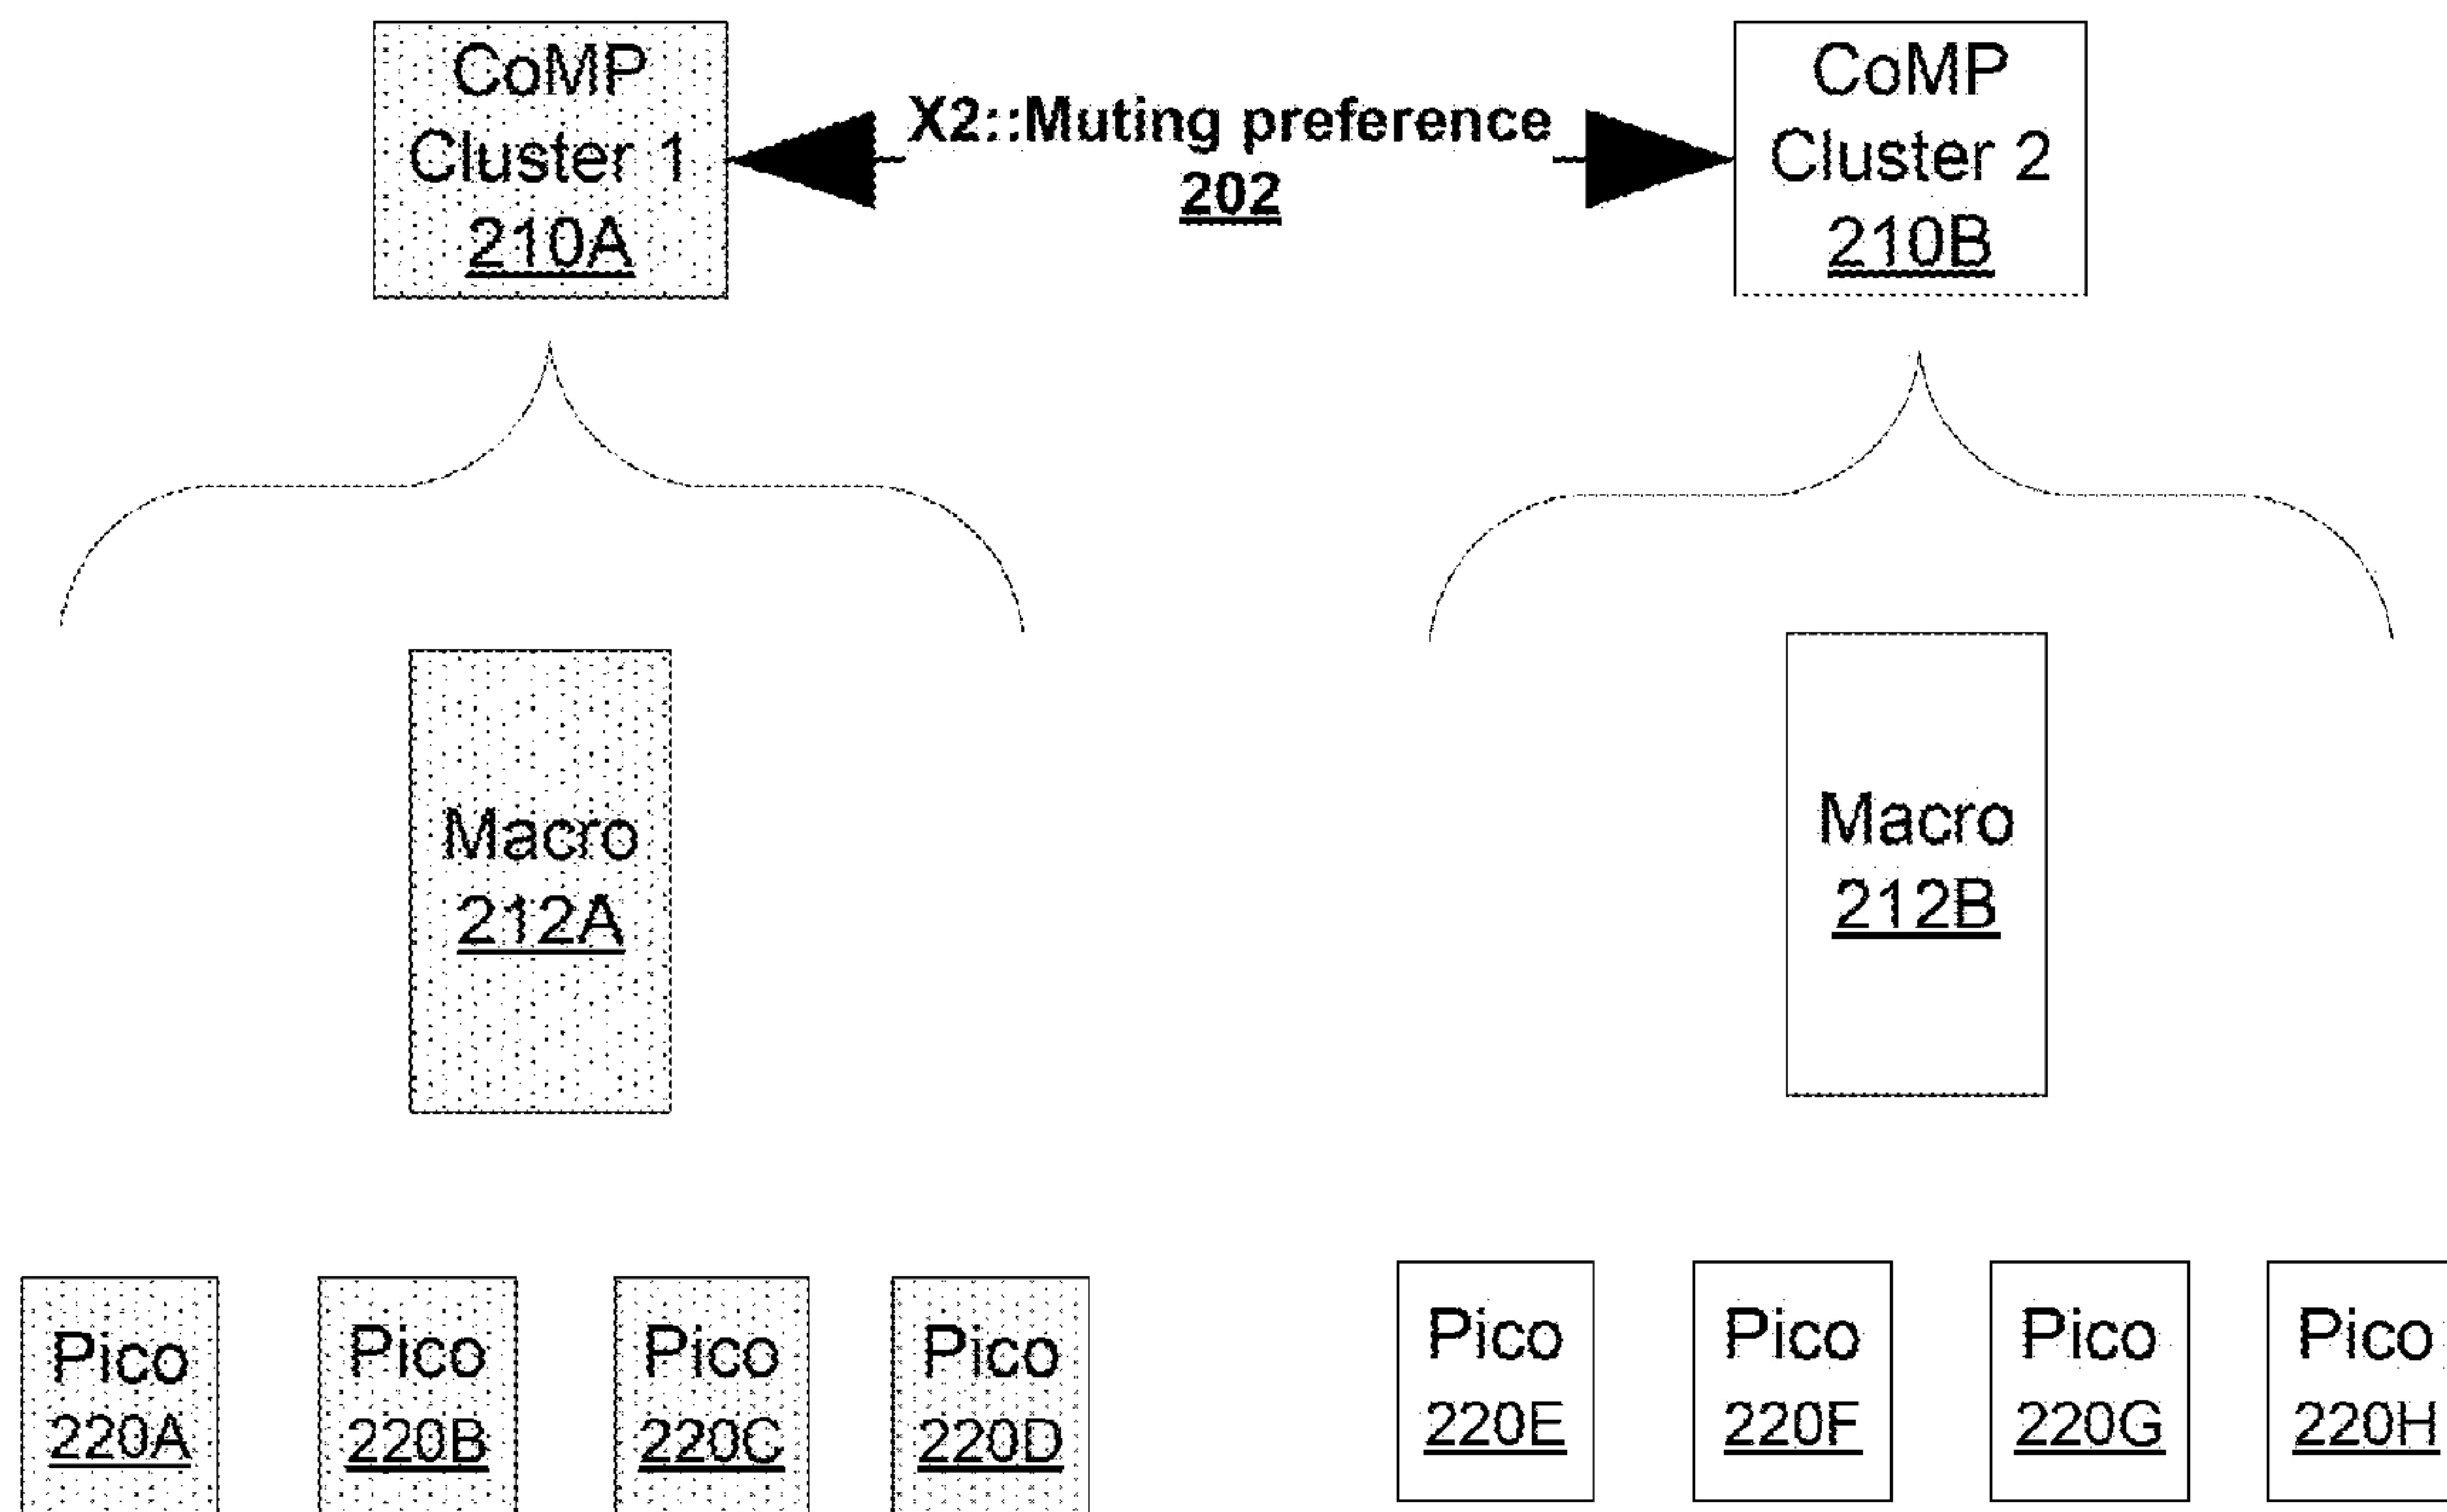 CoMP
Cluster 1
210A
X2::Muting preference
202
CoMP
Cluster 2
210B
Macro
212A
Macro
212B
Pico
220A
Pico
220B
Pico
220C
Pico
220D
Pico
220E
Pico
220F
Pico
220G
Pico
220H